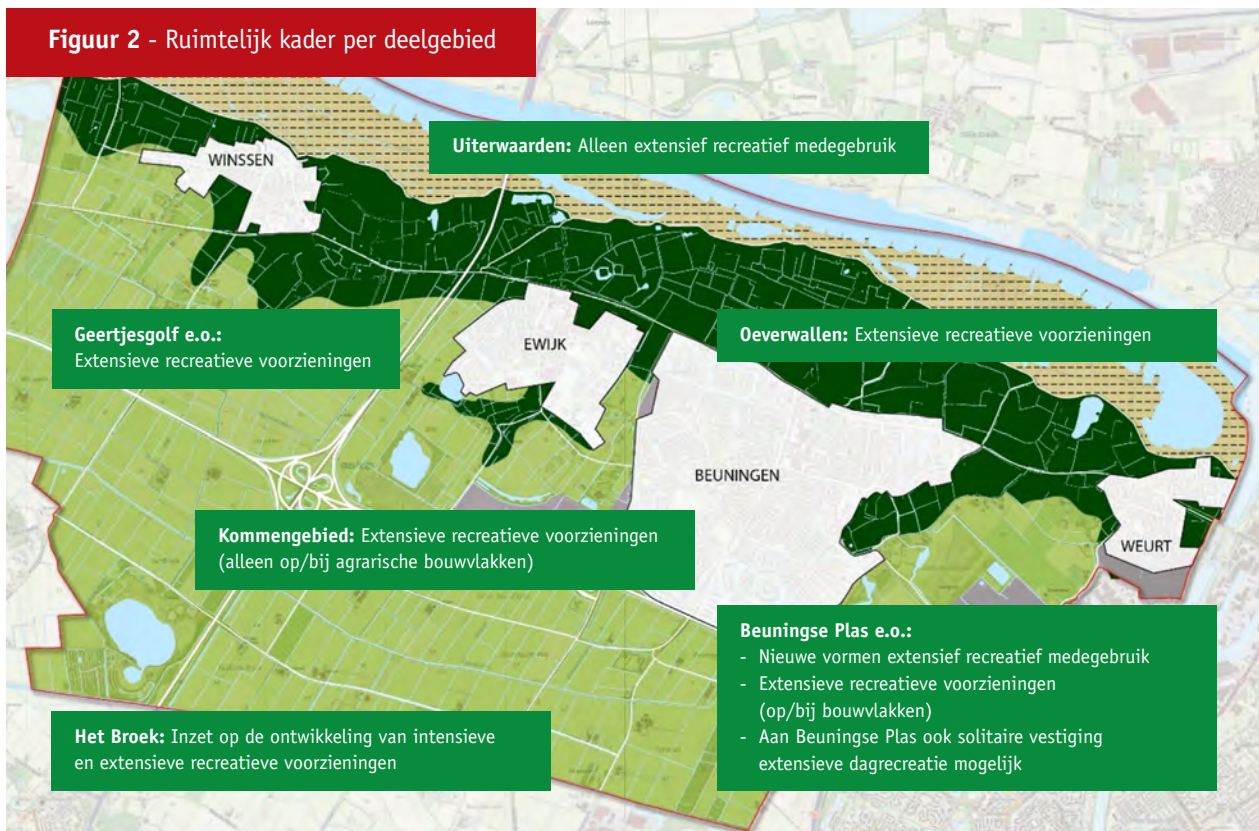 Figuur 2 - Ruimtelijk kader per deelgebied
Uiterwaarden: Alleen extensief recreatief medegebruik
WINSSEN
Geertjesgolf e.o.:
Extensieve recreatieve voorzieningen
EWIJK
Oeverwallen: Extensieve recreatieve voorzieningen
BEUNINGEN
Kommengebied: Extensieve recreatieve voorzieningen
(alleen op/bij agrarische bouwvlakken)
WEURT
Beuningse Plas e.o.:
- Nieuwe vormen extensief recreatief medegebruik
- Extensieve recreatieve voorzieningen
(op/bij bouwvlakken)
- Aan Beuningse Plas ook solitaire vestiging
extensieve dagrecreatie mogelijk
Het Broek: Inzet op de ontwikkeling van intensieve
en extensieve recreatieve voorzieningen